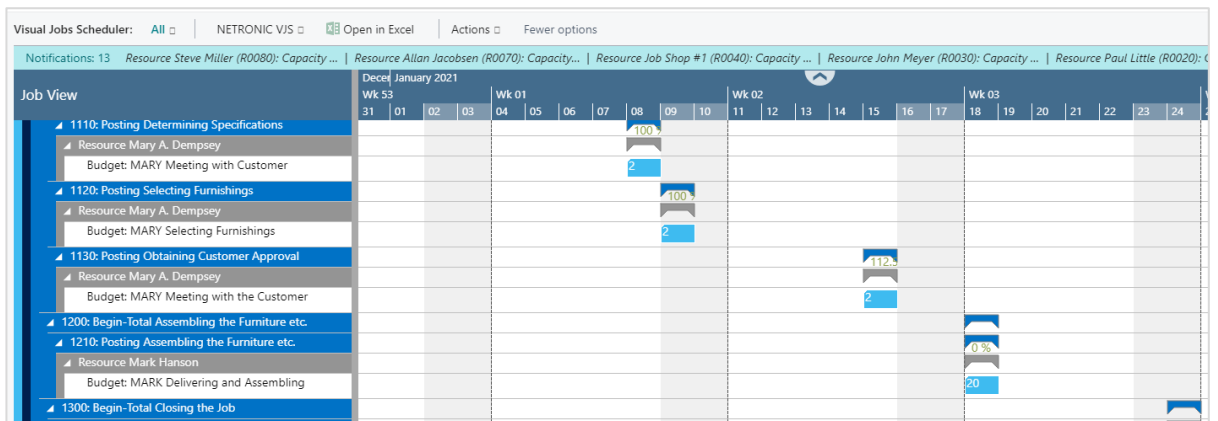 Visual Jobs Scheduler: All NETRONIC VJS Open in Excel Actions Fewer options
Notifications: 13 Resource Steve Miller (R0080): Capacity ... | Resource Allan Jacobsen (R0070): Capacity... | Resource Job Shop #1 (R0040): Capacity ... | Resource John Meyer (R0030): Capacity ... | Resource Paul Little (R0020):
Decer January 2021
Job View
Wk 53 Wk 01 Wk 02 Wk 03
31 01 02 03 04 05 06 07 08 09 10 11 12 13 14 15 16 17 18 19 20 21 22 23 24
1110: Posting Determining Specifications
100
Resource Mary A. Dempsey
Budget: MARY Meeting with Customer
2
1120: Posting Selecting Furnishings
100
Resource Mary A. Dempsey
Budget: MARY Selecting Furnishings
2
1130: Posting Obtaining Customer Approval
112.5
Resource Mary A. Dempsey
Budget: MARY Meeting with the Customer
2
1200: Begin-Total Assembling the Furniture etc.
1210: Posting Assembling the Furniture etc.
0 %
Resource Mark Hanson
Budget: MARK Delivering and Assembling
20
1300: Begin-Total Closing the Job